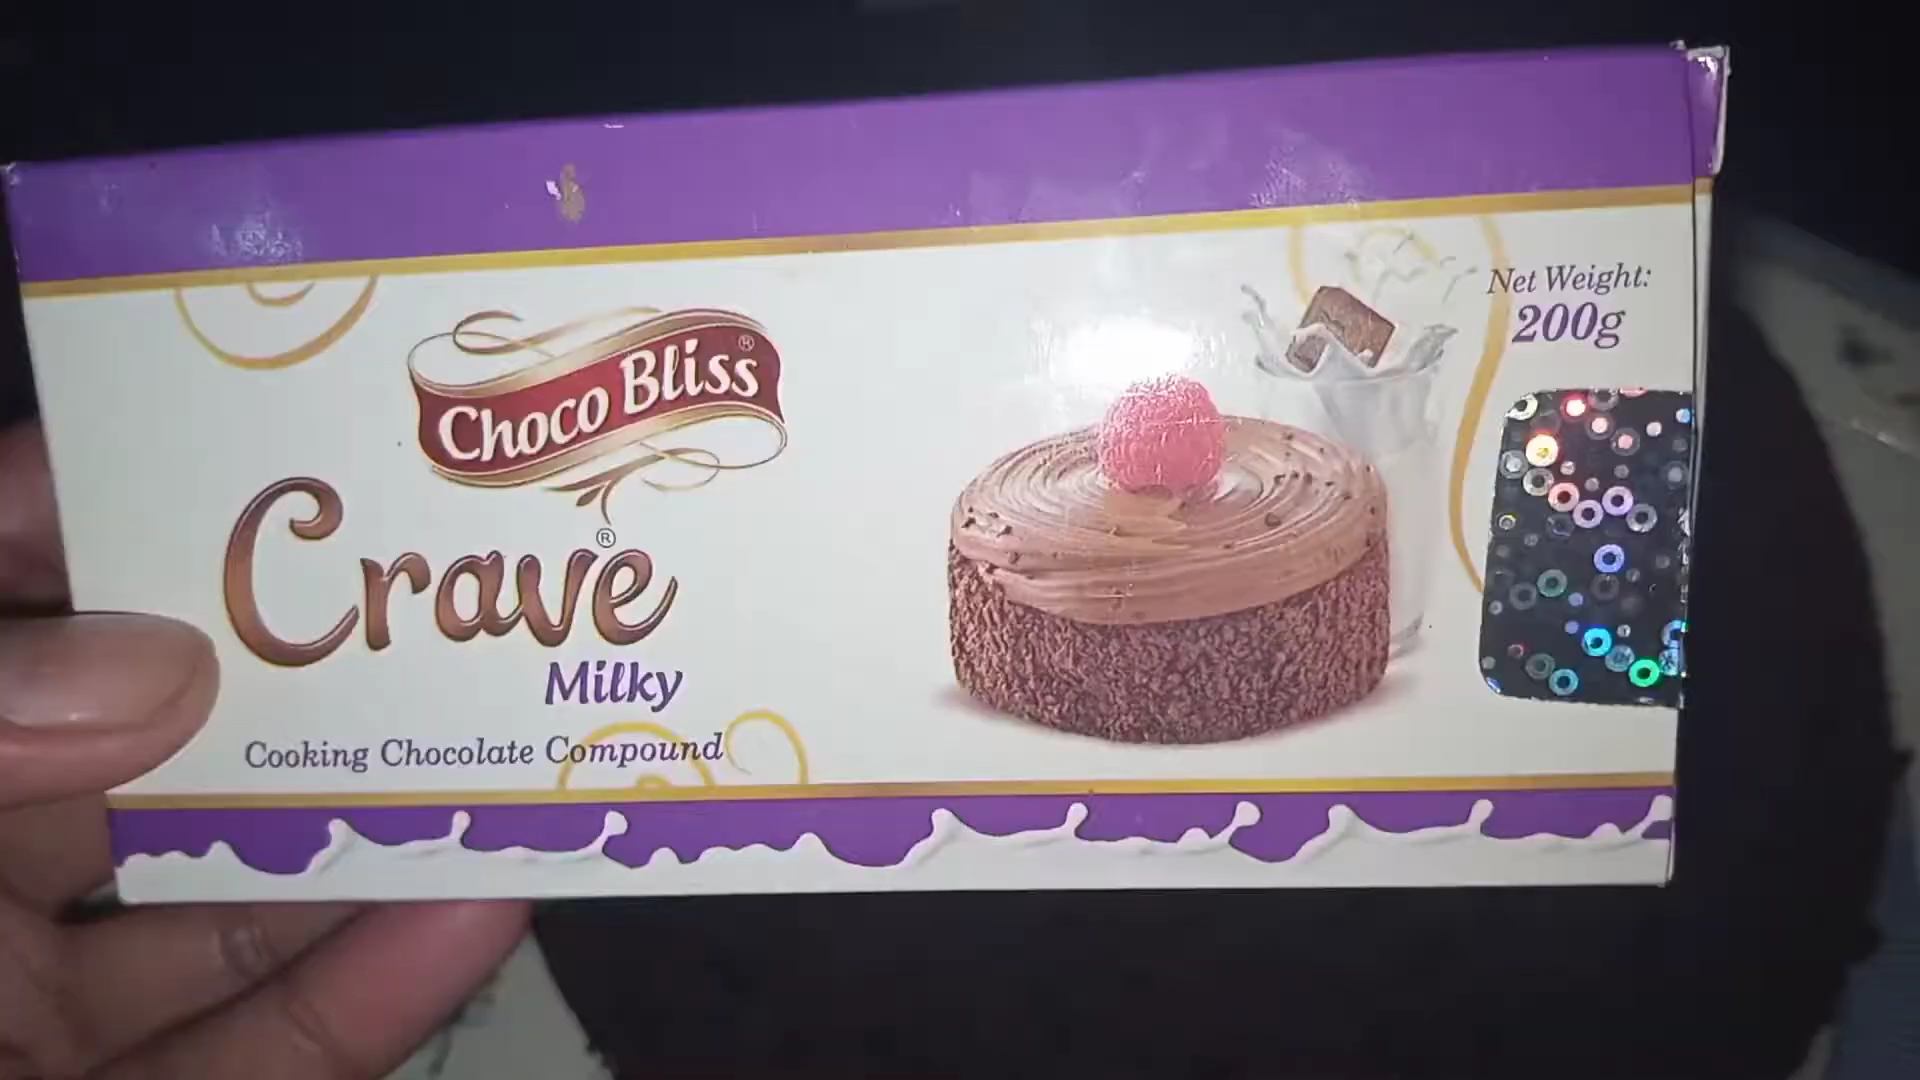 Choco Bliss®
Crave®
Milky
Cooking Chocolate Compound
Net Weight:
200g